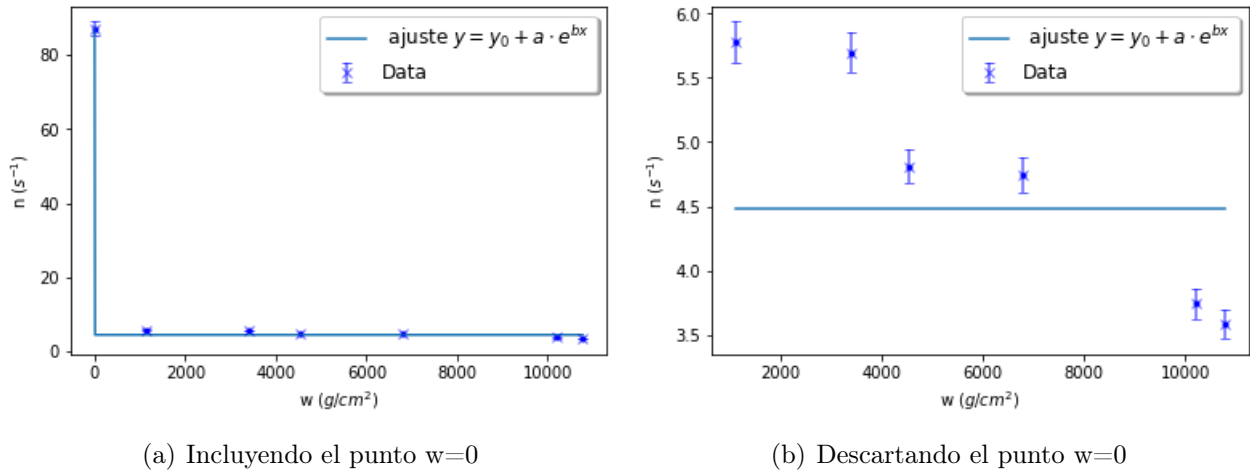 ajuste y = y₀ + a · e^{bx}
Data
n (s⁻¹)
80
60
40
20
0
0 2000 4000 6000 8000 10000
w (g/cm²)
(a) Incluyendo el punto w=0
ajuste y = y₀ + a · e^{bx}
Data
n (s⁻¹)
6.0
5.5
5.0
4.5
4.0
3.5
2000 4000 6000 8000 10000
w (g/cm²)
(b) Descartando el punto w=0